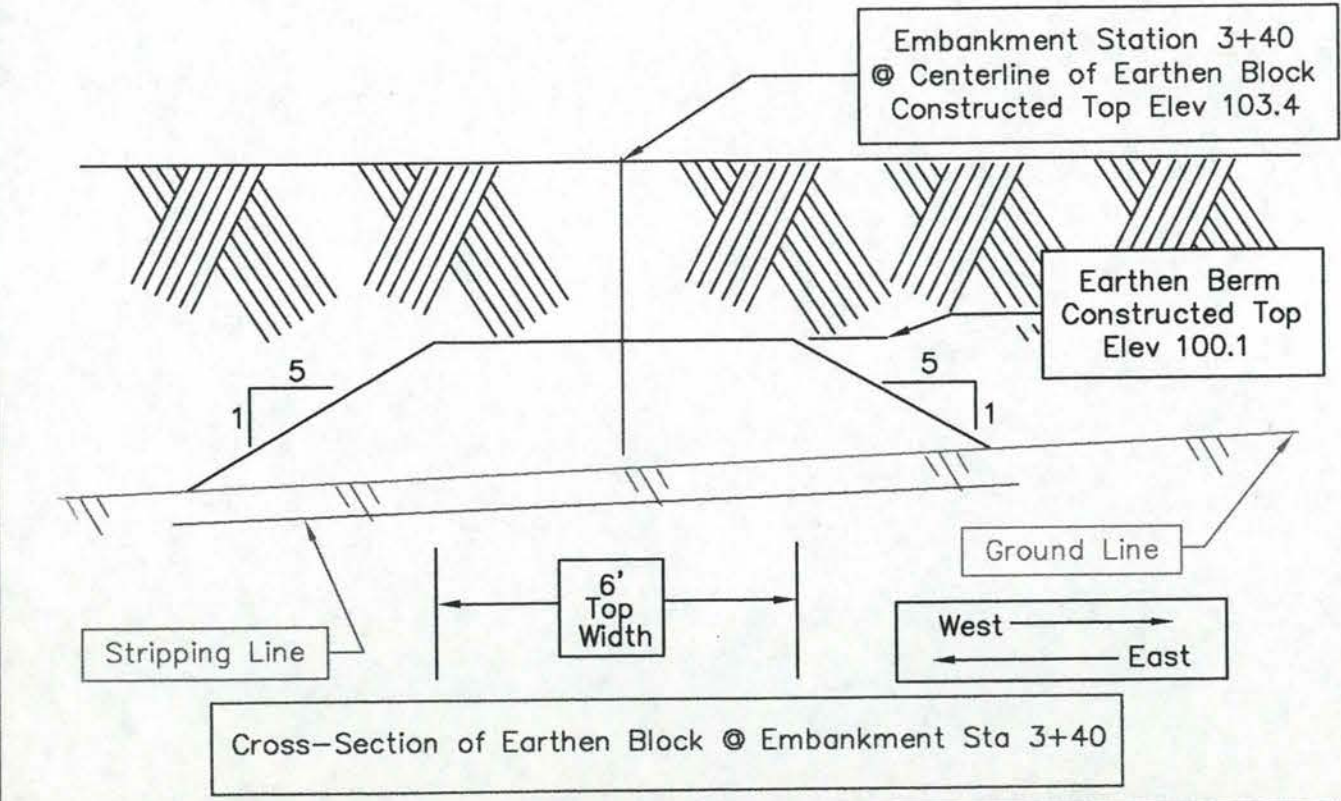 Embankment Station 3+40
@ Centerline of Earthen Block
Constructed Top Elev 103.4
Earthen Berm
Constructed Top
Elev 100.1
5
1
5
1
Ground Line
6'
Top
Width
Stripping Line
West
East
Cross-Section of Earthen Block @ Embankment Sta 3+40